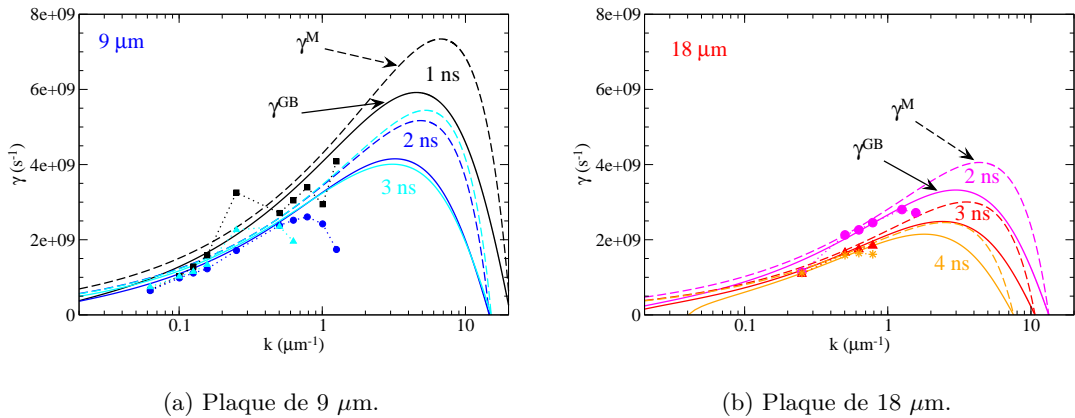 8e+09
6e+09
4e+09
2e+09
0
γ (s⁻¹)
9 μm
γᴹ
γᴳᴮ
1 ns
2 ns
3 ns
0.1
1
10
k (μm⁻¹)
8e+09
6e+09
4e+09
2e+09
0
γ (s⁻¹)
18 μm
γᴹ
γᴳᴮ
2 ns
3 ns
4 ns
0.1
1
10
k (μm⁻¹)
(a) Plaque de 9 μm.
(b) Plaque de 18 μm.